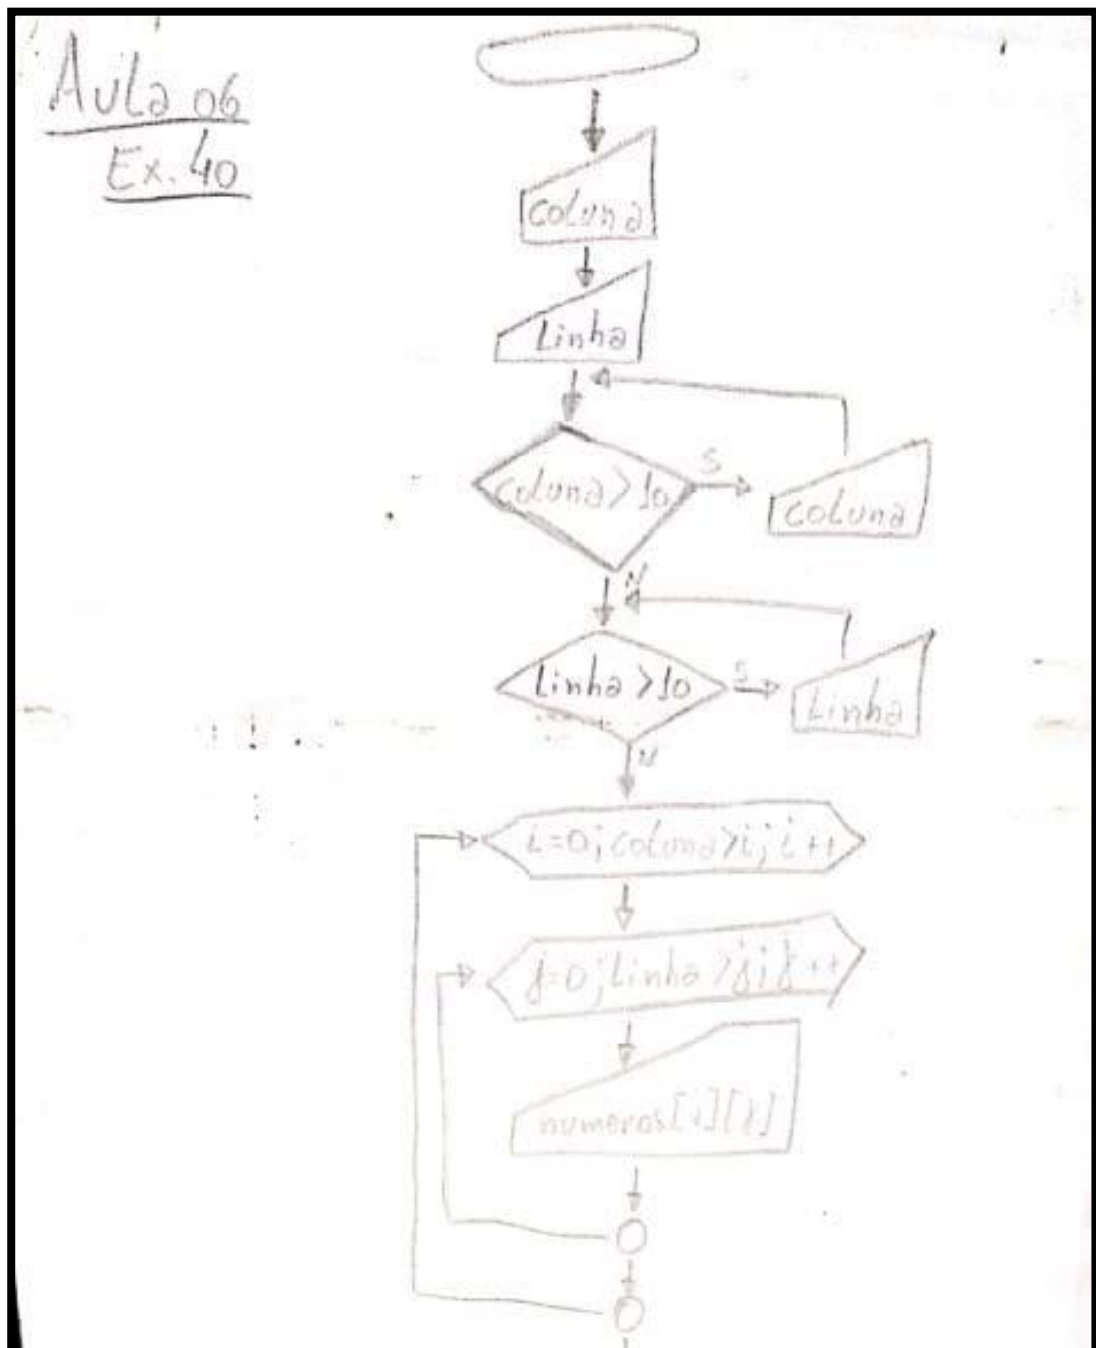 Aula 06
Ex. 40
Coluna
Linha
Coluna > 10
S
Coluna
N
Linha > 10
S
Linha
N
i=0; Coluna > i; i++
j=0; Linha > j; j++
numeros[i][j]